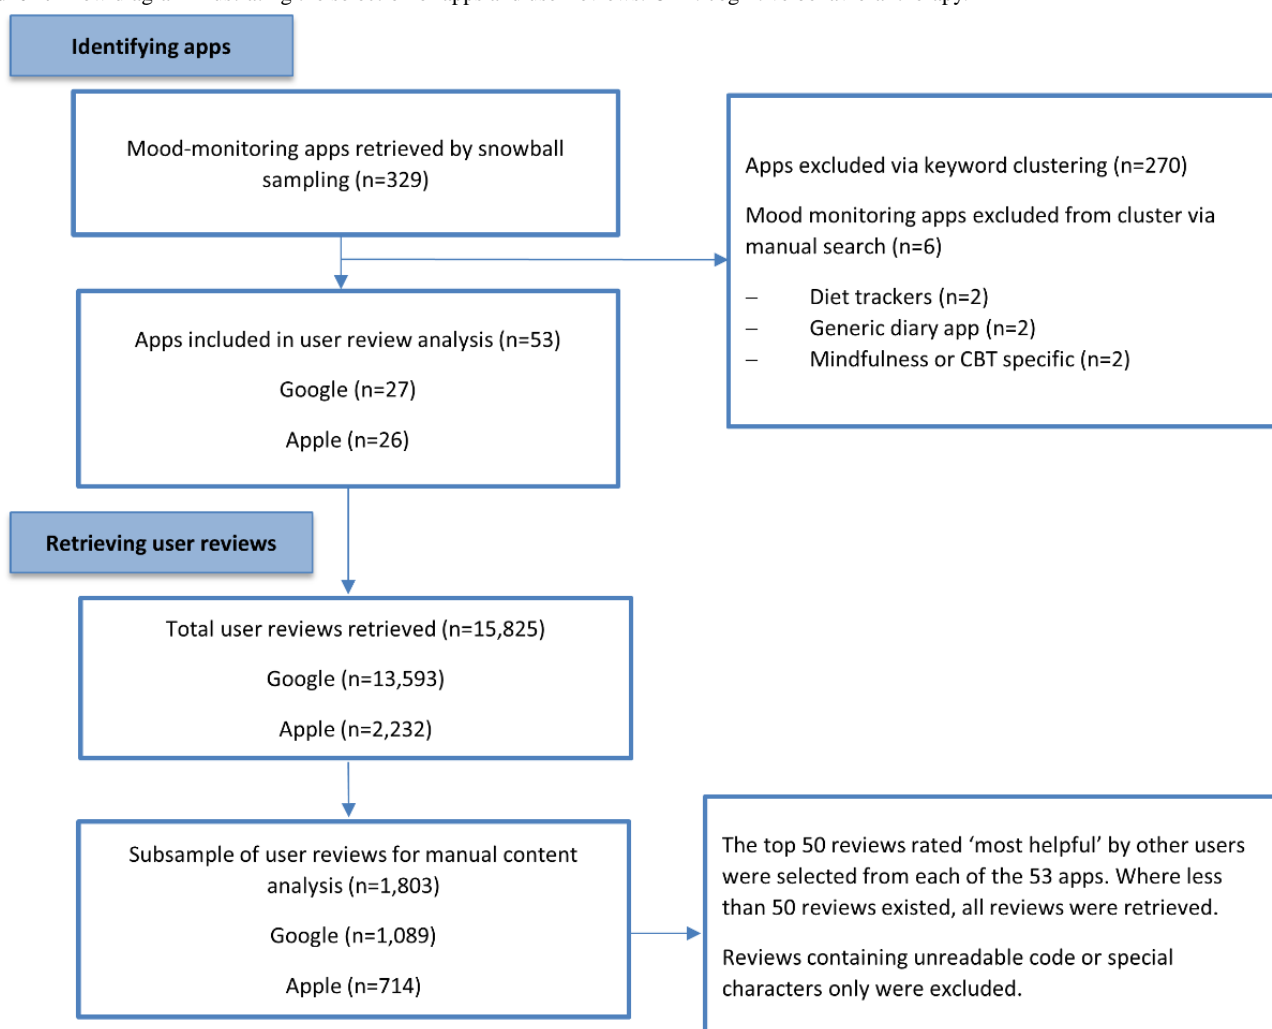 Identifying apps
Mood-monitoring apps retrieved by snowball
sampling (n=329)
Apps excluded via keyword clustering (n=270)
Mood monitoring apps excluded from cluster via
manual search (n=6)
– Diet trackers (n=2)
– Generic diary app (n=2)
– Mindfulness or CBT specific (n=2)
Apps included in user review analysis (n=53)
Google (n=27)
Apple (n=26)
Retrieving user reviews
Total user reviews retrieved (n=15,825)
Google (n=13,593)
Apple (n=2,232)
Subsample of user reviews for manual content
analysis (n=1,803)
Google (n=1,089)
Apple (n=714)
The top 50 reviews rated ‘most helpful’ by other users
were selected from each of the 53 apps. Where less
than 50 reviews existed, all reviews were retrieved.
Reviews containing unreadable code or special
characters only were excluded.